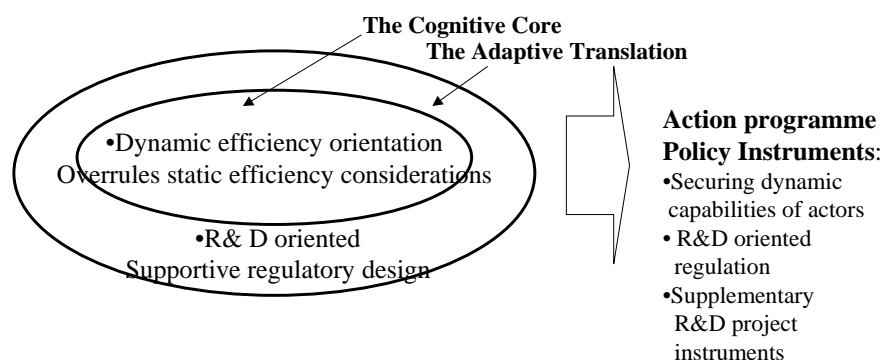 The Cognitive Core
The Adaptive Translation
•Dynamic efficiency orientation
Overrules static efficiency considerations
•R& D oriented
Supportive regulatory design
Action programme
Policy Instruments:
•Securing dynamic
capabilities of actors
• R&D oriented
regulation
•Supplementary
R&D project
instruments